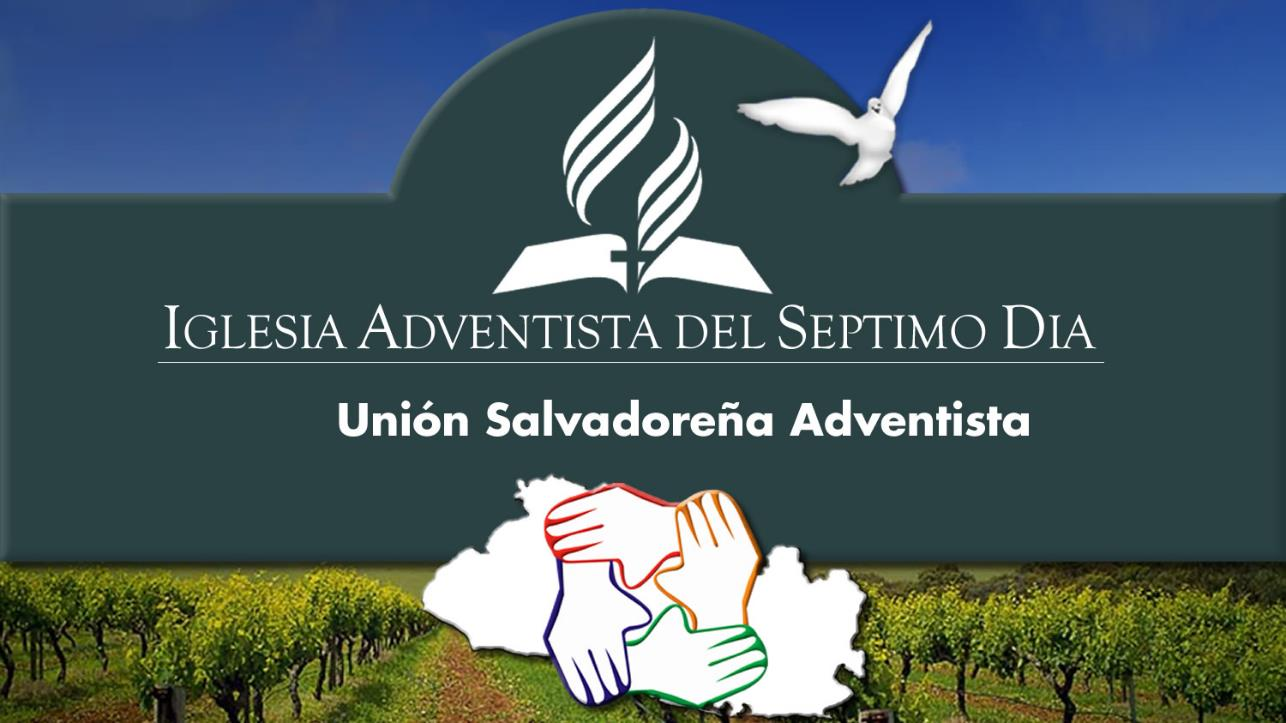 IGLESIA ADVENTISTA DEL SEPTIMO DIA
Unión Salvadoreña Adventista